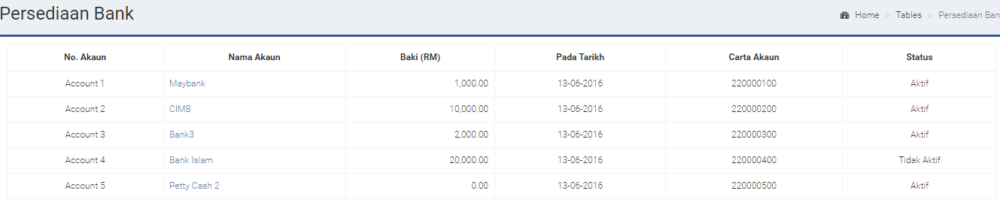 Persediaan Bank
Home > Tables > Persediaan Ban
No. Akaun Nama Akaun Baki (RM) Pada Tarikh Carta Akaun Status
Account 1 Maybank 1,000.00 13-06-2016 220000100 Aktif
Account 2 CIMB 10,000.00 13-06-2016 220000200 Aktif
Account 3 Bank3 2,000.00 13-06-2016 220000300 Aktif
Account 4 Bank Islam 20,000.00 13-06-2016 220000400 Tidak Aktif
Account 5 Petty Cash 2 0.00 13-06-2016 220000500 Aktif